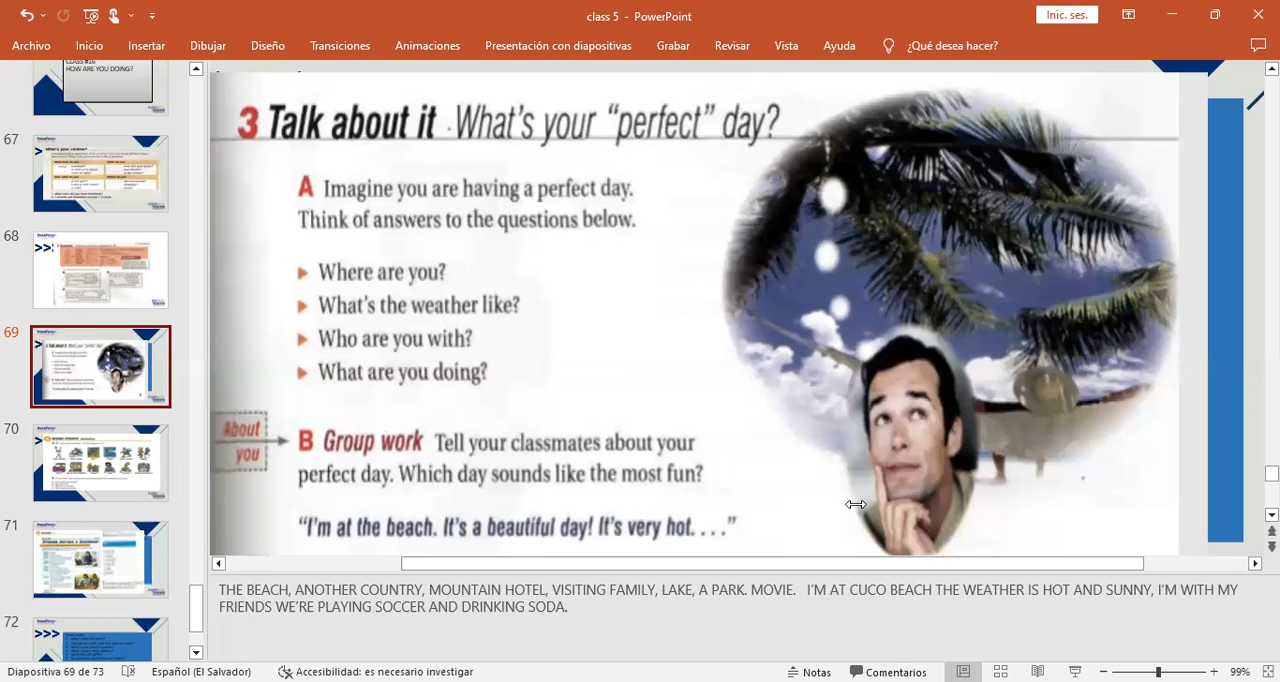 class 5 - PowerPoint
Inic. ses.
Archivo Inicio Insertar Dibujar Diseño Transiciones Animaciones Presentación con diapositivas Grabar Revisar Vista Ayuda ¿Qué desea hacer?
CLASS #16
HOW ARE YOU DOING?
67
68
69
70
71
72
3 Talk about it · What's your "perfect" day?
A Imagine you are having a perfect day.
Think of answers to the questions below.
Where are you?
What's the weather like?
Who are you with?
What are you doing?
About
you
B Group work Tell your classmates about your
perfect day. Which day sounds like the most fun?
"I'm at the beach. It's a beautiful day! It's very hot. . . ."
THE BEACH, ANOTHER COUNTRY, MOUNTAIN HOTEL, VISITING FAMILY, LAKE, A PARK. MOVIE. I'M AT CUCO BEACH THE WEATHER IS HOT AND SUNNY, I'M WITH MY
FRIENDS WE'RE PLAYING SOCCER AND DRINKING SODA.
Diapositiva 69 de 73 Español (El Salvador) Accesibilidad: es necesario investigar Notas Comentarios 99%